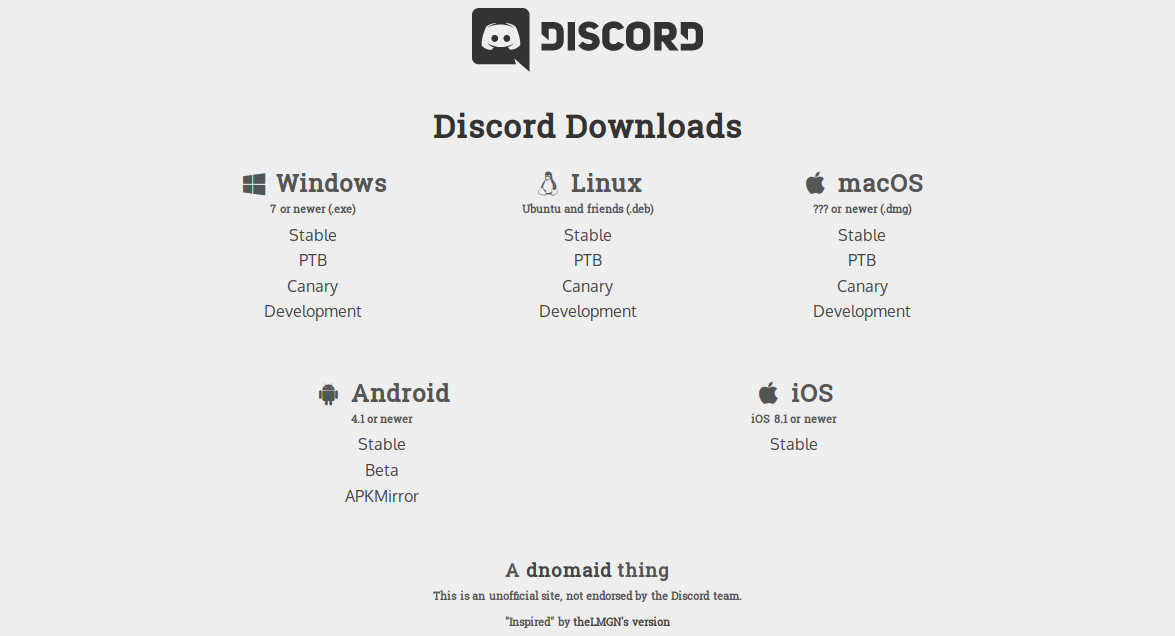 DISCORD
Discord Downloads
Windows
7 or newer (.exe)
Stable
PTB
Canary
Development
Linux
Ubuntu and friends (.deb)
Stable
PTB
Canary
Development
macOS
??? or newer (.dmg)
Stable
PTB
Canary
Development
Android
4.1 or newer
Stable
Beta
APKMirror
iOS
iOS 8.1 or newer
Stable
A dnomaid thing
This is an unofficial site, not endorsed by the Discord team.
"Inspired" by theLMGN's version